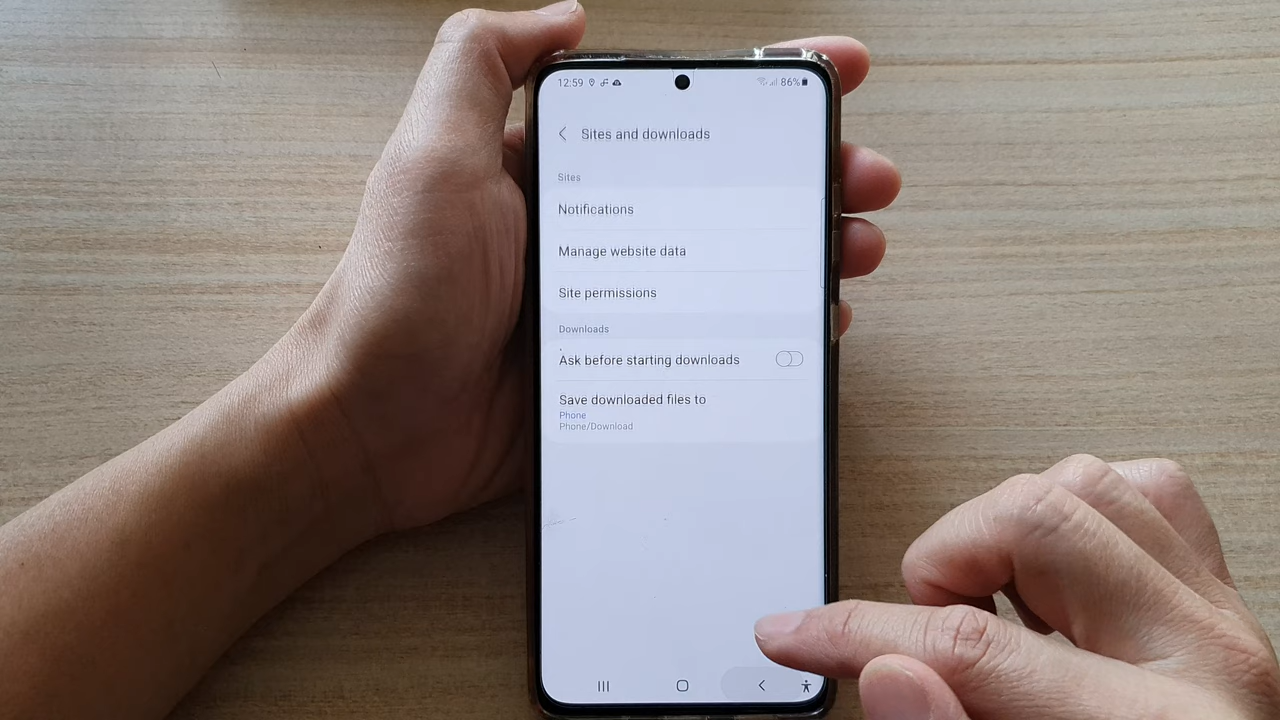 12:59 86%
Sites and downloads
Sites
Notifications
Manage website data
Site permissions
Downloads
Ask before starting downloads
Save downloaded files to
Phone
Phone/Download